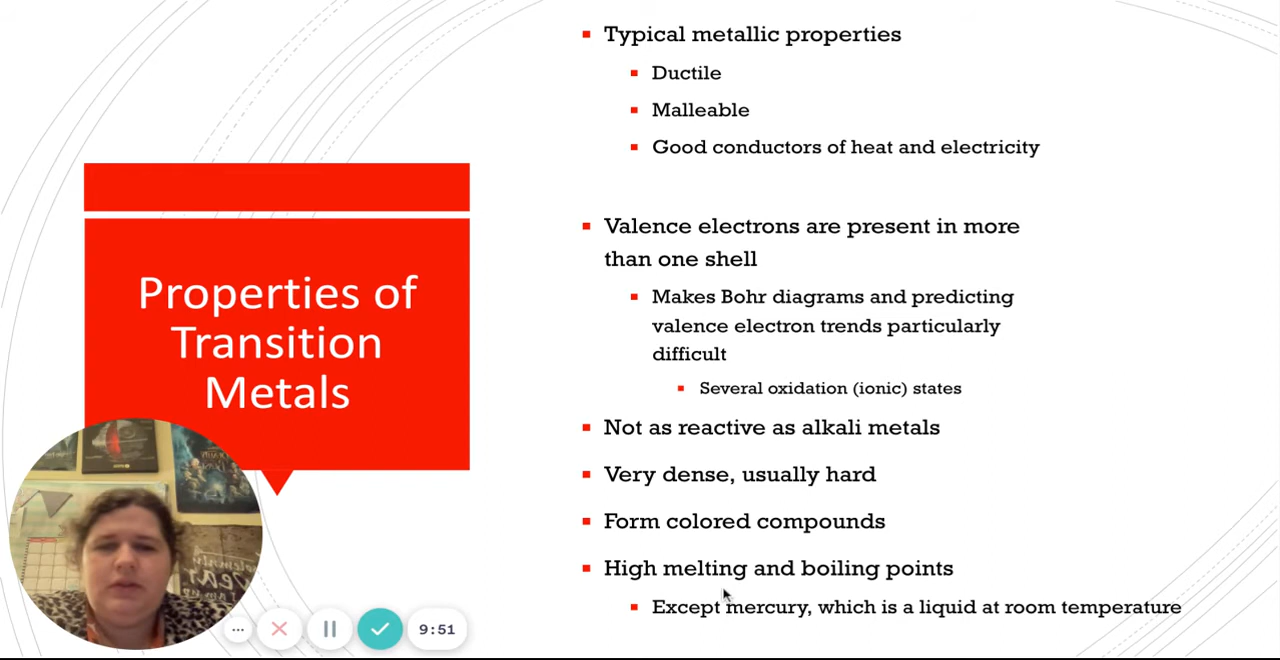 Properties of
Transition
Metals
Typical metallic properties
Ductile
Malleable
Good conductors of heat and electricity
Valence electrons are present in more
than one shell
Makes Bohr diagrams and predicting
valence electron trends particularly
difficult
Several oxidation (ionic) states
Not as reactive as alkali metals
Very dense, usually hard
Form colored compounds
High melting and boiling points
Except mercury, which is a liquid at room temperature
9:51